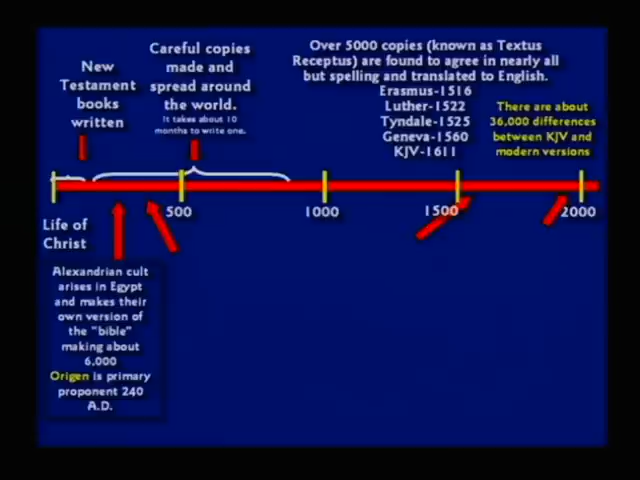 New
Testament
books
written
Careful copies
made and
spread around
the world.
It takes about 10
months to write one.
Over 5000 copies (known as Textus
Receptus) are found to agree in nearly all
but spelling and translated to English.
Erasmus-1516
Luther-1522
Tyndale-1525
Geneva-1560
KJV-1611
There are about
36,000 differences
between KJV and
modern versions
500
1000
1500
2000
Life of
Christ
Alexandrian cult
arises in Egypt
and makes their
own version of
the "bible"
making about
6,000
Origen is primary
proponent 240
A.D.